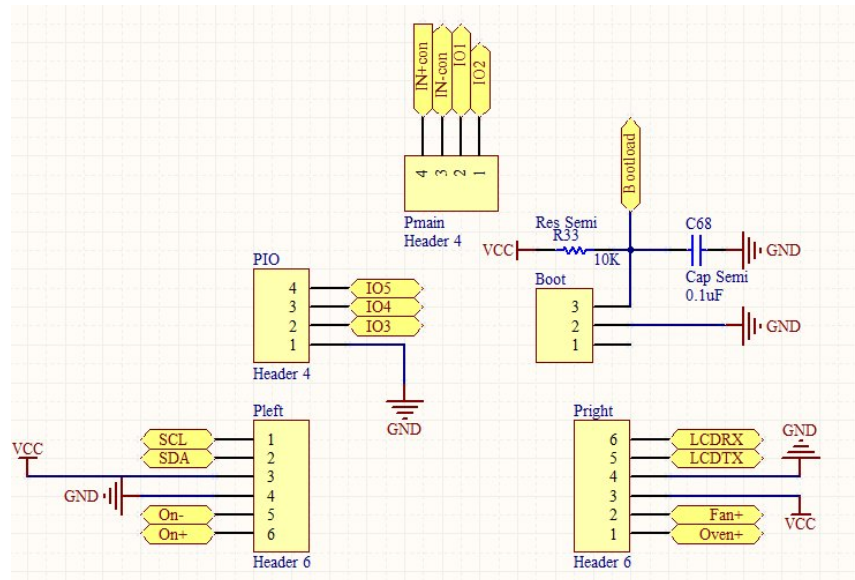 IN+con
IN-con
IO1
IO2
4 3 2 1
Pmain
Header 4
Bootload
Res Semi
R33
10K
VCC
C68
GND
Cap Semi
0.1uF
Boot
3
2
GND
1
PIO
4 IO5
3 IO4
2 IO3
1
Header 4
GND
Pleft
SCL 1
SDA 2
VCC
3
GND 4
On- 5
On+ 6
Header 6
Pright
6 LCDRX
5 LCDTX
GND
4
3
VCC
2 Fan+
1 Oven+
Header 6